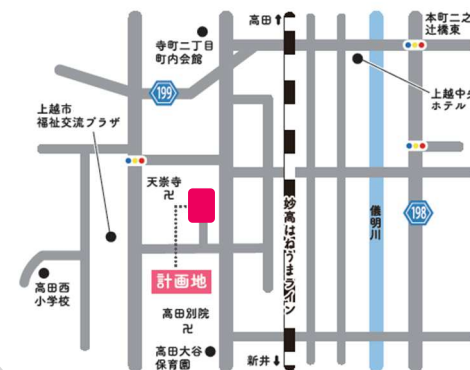 高田↑
本町二之
辻橋東
寺町二丁目
町内会館
199
上越中央
ホテル
上越市
福祉交流プラザ
天崇寺
卍
妙高はねうまライン
儀明川
198
計画地
高田西
小学校
高田別院
卍
高田大谷
保育園
新井↓